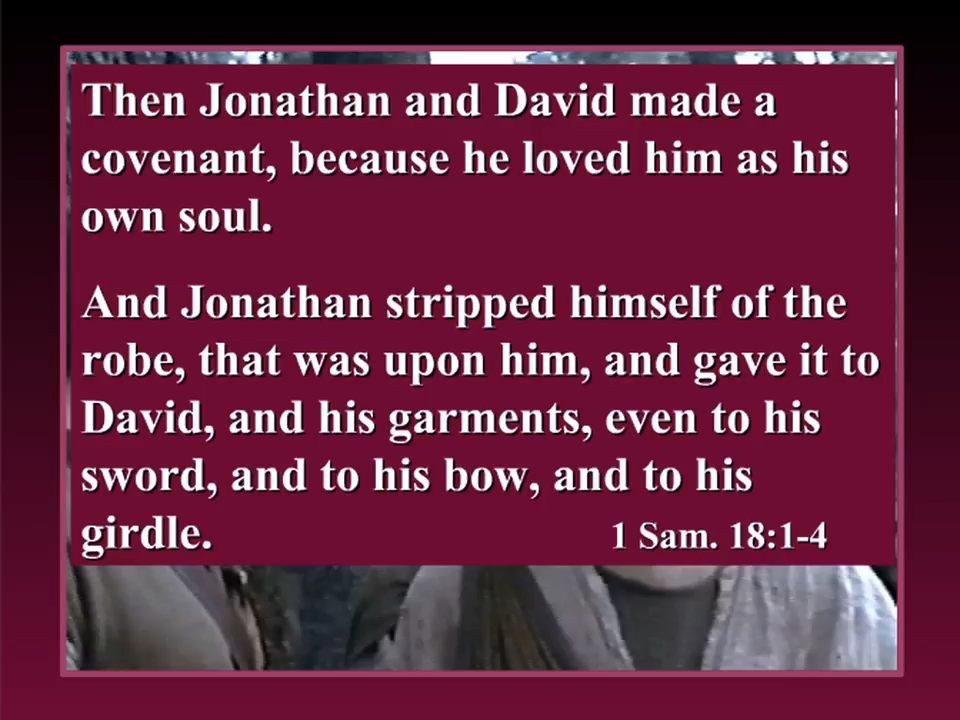 Then Jonathan and David made a
covenant, because he loved him as his
own soul.
And Jonathan stripped himself of the
robe, that was upon him, and gave it to
David, and his garments, even to his
sword, and to his bow, and to his
girdle. 1 Sam. 18:1-4